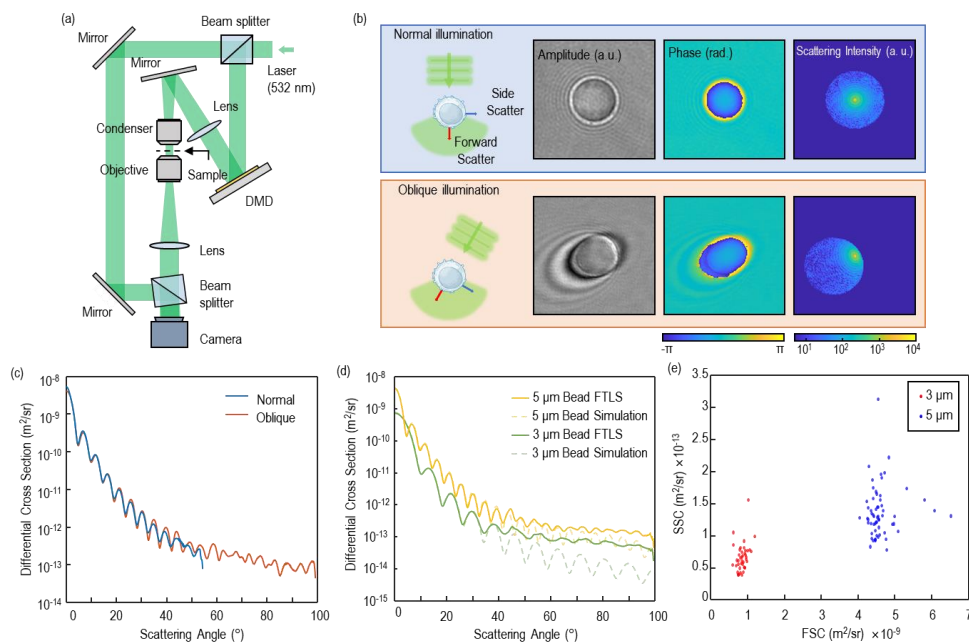 (a)
Mirror
Beam splitter
Mirror
Laser
(532 nm)
Lens
Condenser
Objective
Sample
DMD
Lens
Beam
splitter
Mirror
Camera
(b)
Normal illumination
Side
Scatter
Forward
Scatter
Amplitude (a u.)
Phase (rad.)
Scattering Intensity (a. u.)
Oblique illumination
-π
π
10¹
10²
10³
10⁴
(c)
Differential Cross Section (m²/sr)
10⁻⁸
10⁻⁹
10⁻¹⁰
10⁻¹¹
10⁻¹²
10⁻¹³
10⁻¹⁴
Normal
Oblique
0
20
40
60
80
100
Scattering Angle (°)
(d)
Differential Cross Section (m²/sr)
10⁻⁸
10⁻⁹
10⁻¹⁰
10⁻¹¹
10⁻¹²
10⁻¹³
10⁻¹⁴
10⁻¹⁵
5 µm Bead FTLS
5 µm Bead Simulation
3 µm Bead FTLS
3 µm Bead Simulation
0
20
40
60
80
100
Scattering Angle (°)
(e)
SSC (m²/sr) ×10⁻¹³
3.5
3
2.5
2
1.5
1
0.5
0
3 µm
5 µm
0
1
2
3
4
5
6
7
FSC (m²/sr) ×10⁻⁹